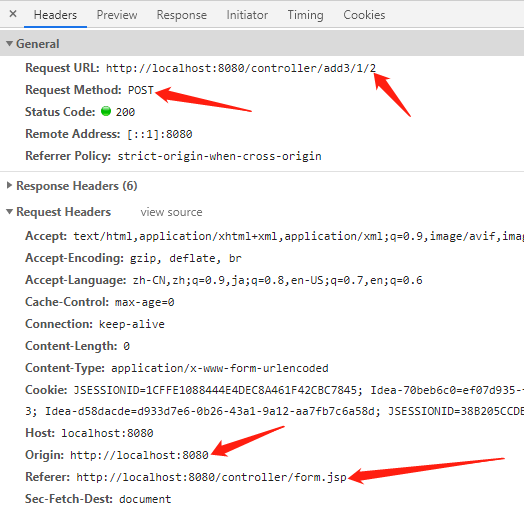 Headers Preview Response Initiator Timing Cookies
General
Request URL: http://localhost:8080/controller/add3/1/2
Request Method: POST
Status Code: 200
Remote Address: [::1]:8080
Referrer Policy: strict-origin-when-cross-origin
Response Headers (6)
Request Headers view source
Accept: text/html,application/xhtml+xml,application/xml;q=0.9,image/avif,imag
Accept-Encoding: gzip, deflate, br
Accept-Language: zh-CN,zh;q=0.9,ja;q=0.8,en-US;q=0.7,en;q=0.6
Cache-Control: max-age=0
Connection: keep-alive
Content-Length: 0
Content-Type: application/x-www-form-urlencoded
Cookie: JSESSIONID=1CFFE1088444E4DEC8A461F42CBC7845; Idea-70beb6c0=ef07d935-
3; Idea-d58dacde=d933d7e6-0b26-43a1-9a12-aa7fb7c6a58d; JSESSIONID=38B205CCDE
Host: localhost:8080
Origin: http://localhost:8080
Referer: http://localhost:8080/controller/form.jsp
Sec-Fetch-Dest: document